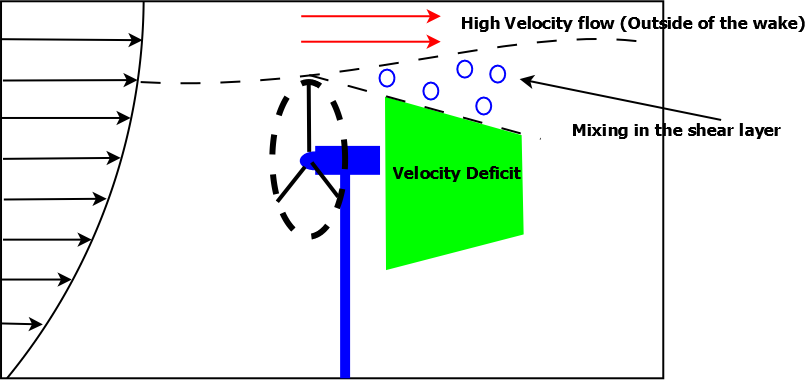 High Velocity flow (Outside of the wake)
Mixing in the shear layer
Velocity Deficit